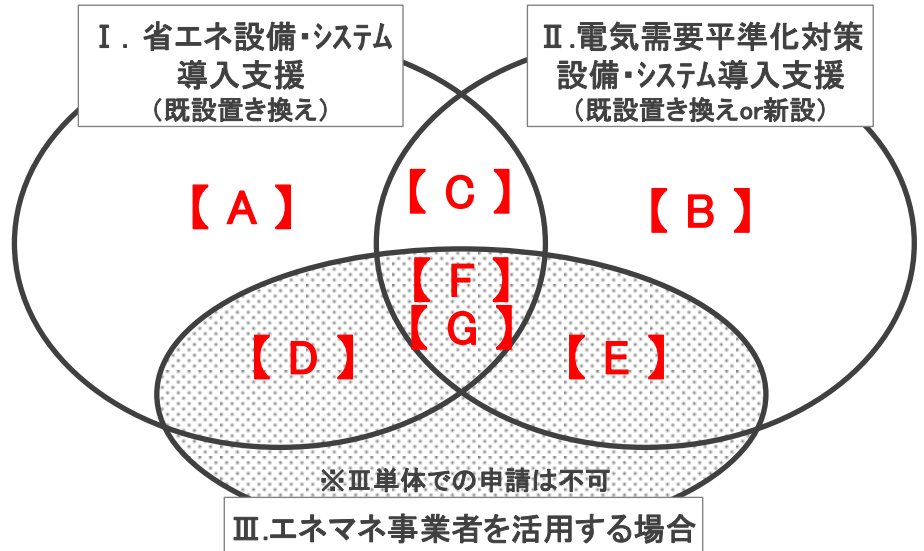 Ⅰ．省エネ設備・システム
導入支援
（既設置き換え）
Ⅱ.電気需要平準化対策
設備・システム導入支援
（既設置き換えor新設）
【 A 】
【 C 】
【 B 】
【 F 】
【 G 】
【 D 】
【 E 】
※Ⅲ単体での申請は不可
Ⅲ.エネマネ事業者を活用する場合